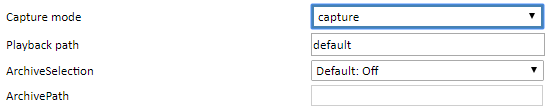 Capture mode capture
Playback path default
ArchiveSelection Default: Off
ArchivePath